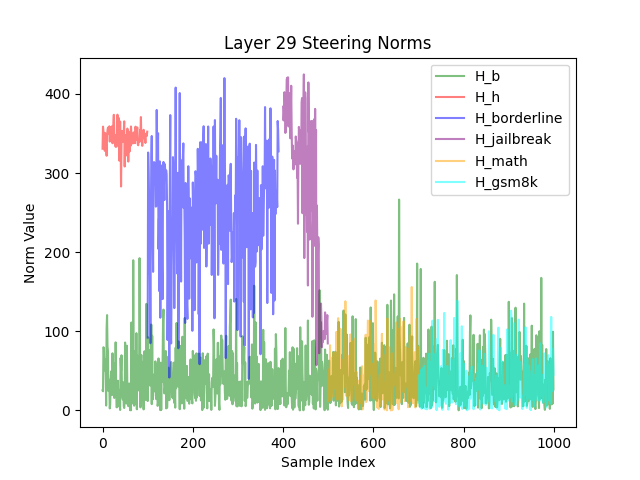 Layer 29 Steering Norms
Norm Value
400
300
200
100
0
H_b
H_h
H_borderline
H_jailbreak
H_math
H_gsm8k
0 200 400 600 800 1000
Sample Index